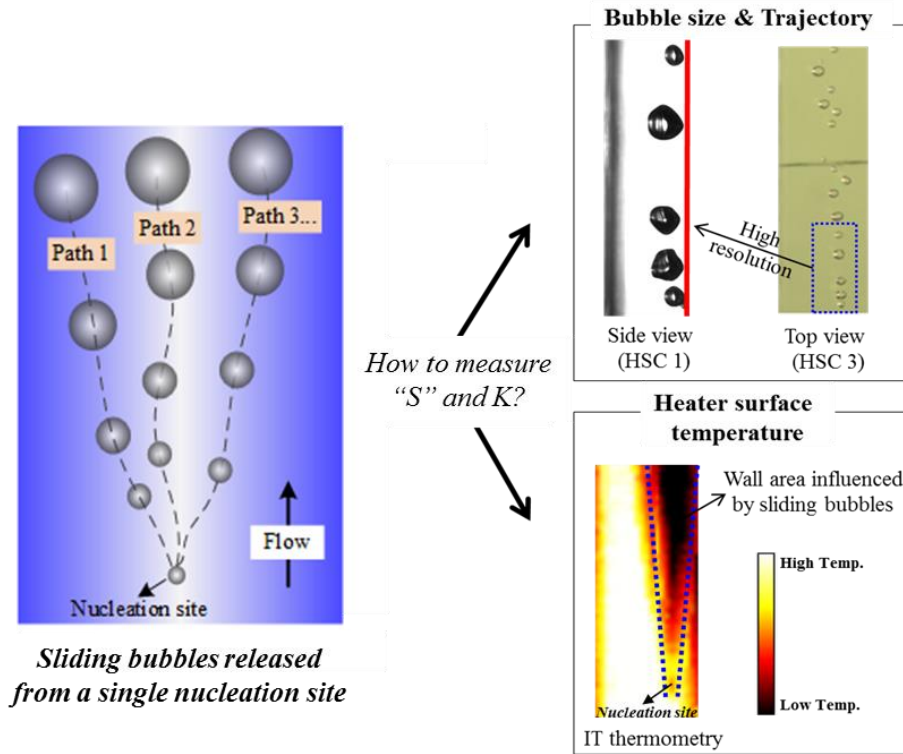 Path 1
Path 2
Path 3...
Flow
Nucleation site
Sliding bubbles released
from a single nucleation site
How to measure
“S” and K?
Bubble size & Trajectory
High
resolution
Side view
(HSC 1)
Top view
(HSC 3)
Heater surface
temperature
Wall area influenced
by sliding bubbles
High Temp.
Low Temp.
Nucleation site
IT thermometry